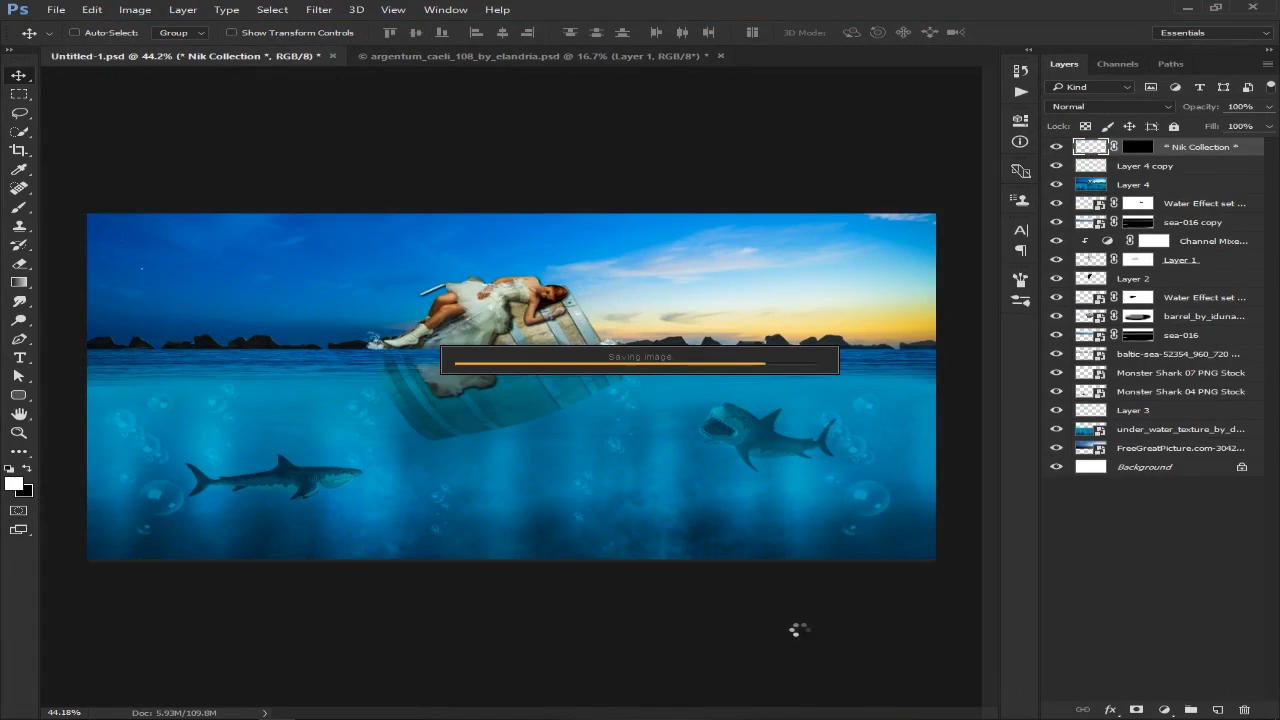 Ps File Edit Image Layer Type Select Filter 3D View Window Help
Auto-Select: Group Show Transform Controls 3D Mode: Essentials
Untitled-1.psd @ 44.2% (* Nik Collection *, RGB/8) * × © argentum_caeli_108_by_elandria.psd @ 16.7% (Layer 1, RGB/8*) * ×
Layers Channels Paths
Kind
Normal Opacity: 100%
Lock: Fill: 100%
* Nik Collection *
Layer 4 copy
Layer 4
Water Effect set ...
sea-016 copy
Channel Mixe...
Layer 1
Layer 2
Water Effect set ...
barrel_by_iduna...
sea-016
baltic-sea-52354_960_720 ...
Monster Shark 07 PNG Stock
Monster Shark 04 PNG Stock
Layer 3
under_water_texture_by_d...
FreeGreatPicture.com-3042...
Background
Saving image.
44.18% Doc: 5.93M/109.8M